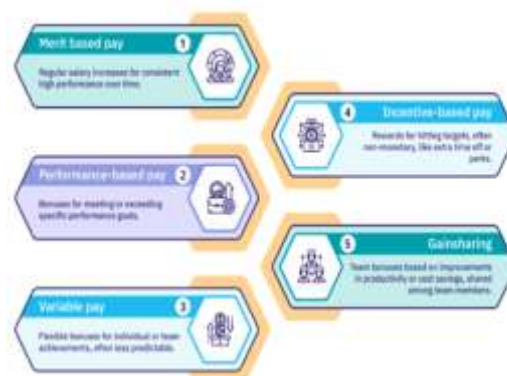 Merit based pay
1
Regular salary increases for consistent
high performance over time.
Performance-based pay
2
Bonuses for meeting or exceeding
specific performance goals.
Variable pay
3
Flexible bonuses for individual or team
achievements, often less predictable.
4
Incentive-based pay
Rewards for hitting targets, often
non-monetary, like extra time off or
perks.
5
Gainsharing
Team bonuses based on improvements
in productivity or cost savings, shared
among team members.